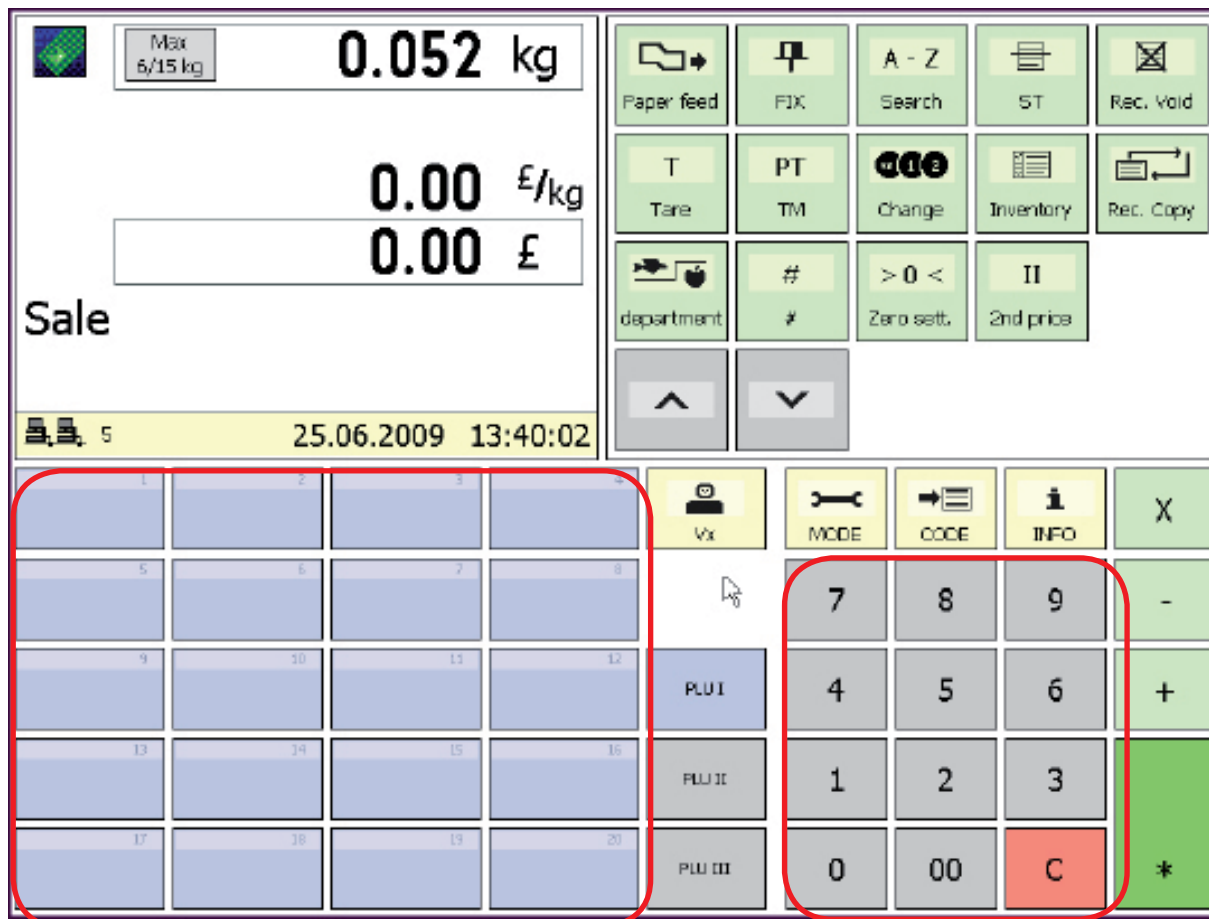 Max
6/15 kg
0.052 kg
0.00 £/kg
0.00 £
Sale
5
25.06.2009 13:40:02
Paper feed
FIX
A - Z
Search
ST
Rec. Void
T
Tare
PT
TM
Vx 1 2
Change
Inventory
Rec. Copy
department
#
#
> 0 <
Zero sett.
II
2nd price
1 2 3 4
5 6 7 8
9 10 11 12
13 14 15 16
17 18 19 20
Vx
PLU I
PLU II
PLU III
MODE
CODE
i
INFO
X
7 8 9 -
4 5 6 +
1 2 3
0 00 C *